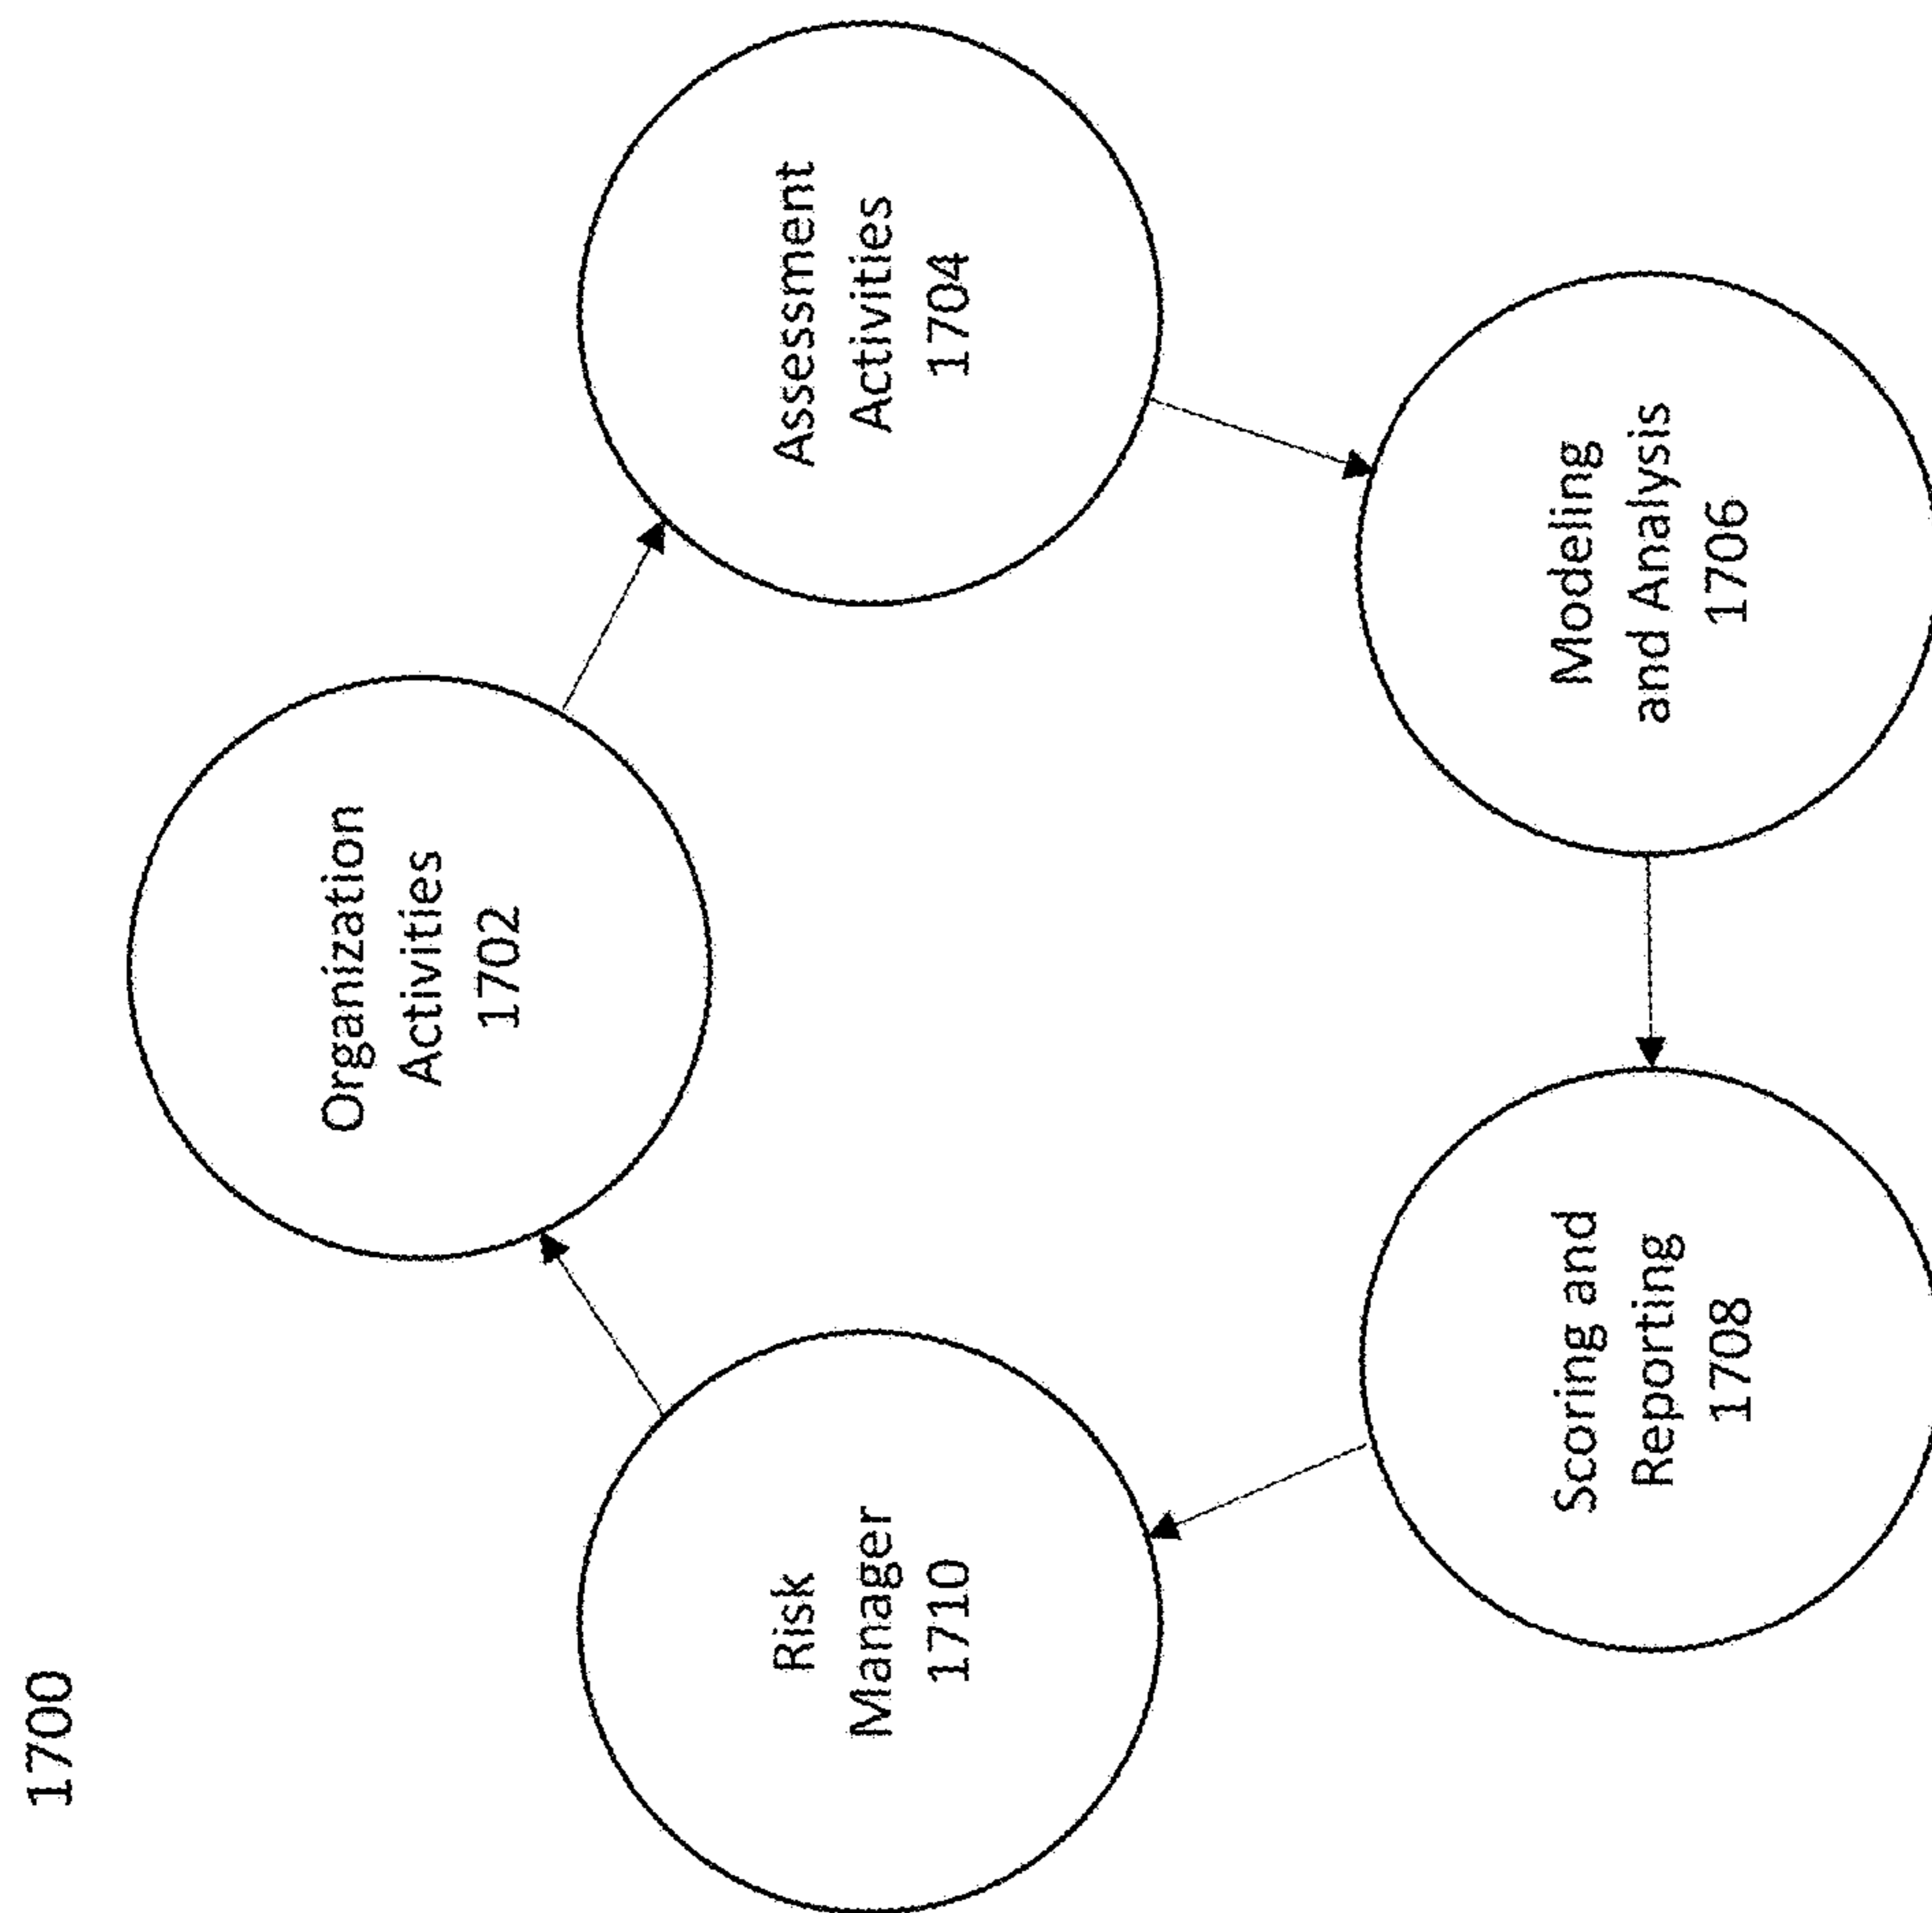 1700
Organization
Activities
1702
Assessment
Activities
1704
Modeling
and Analysis
1706
Scoring and
Reporting
1708
Risk
Manager
1710